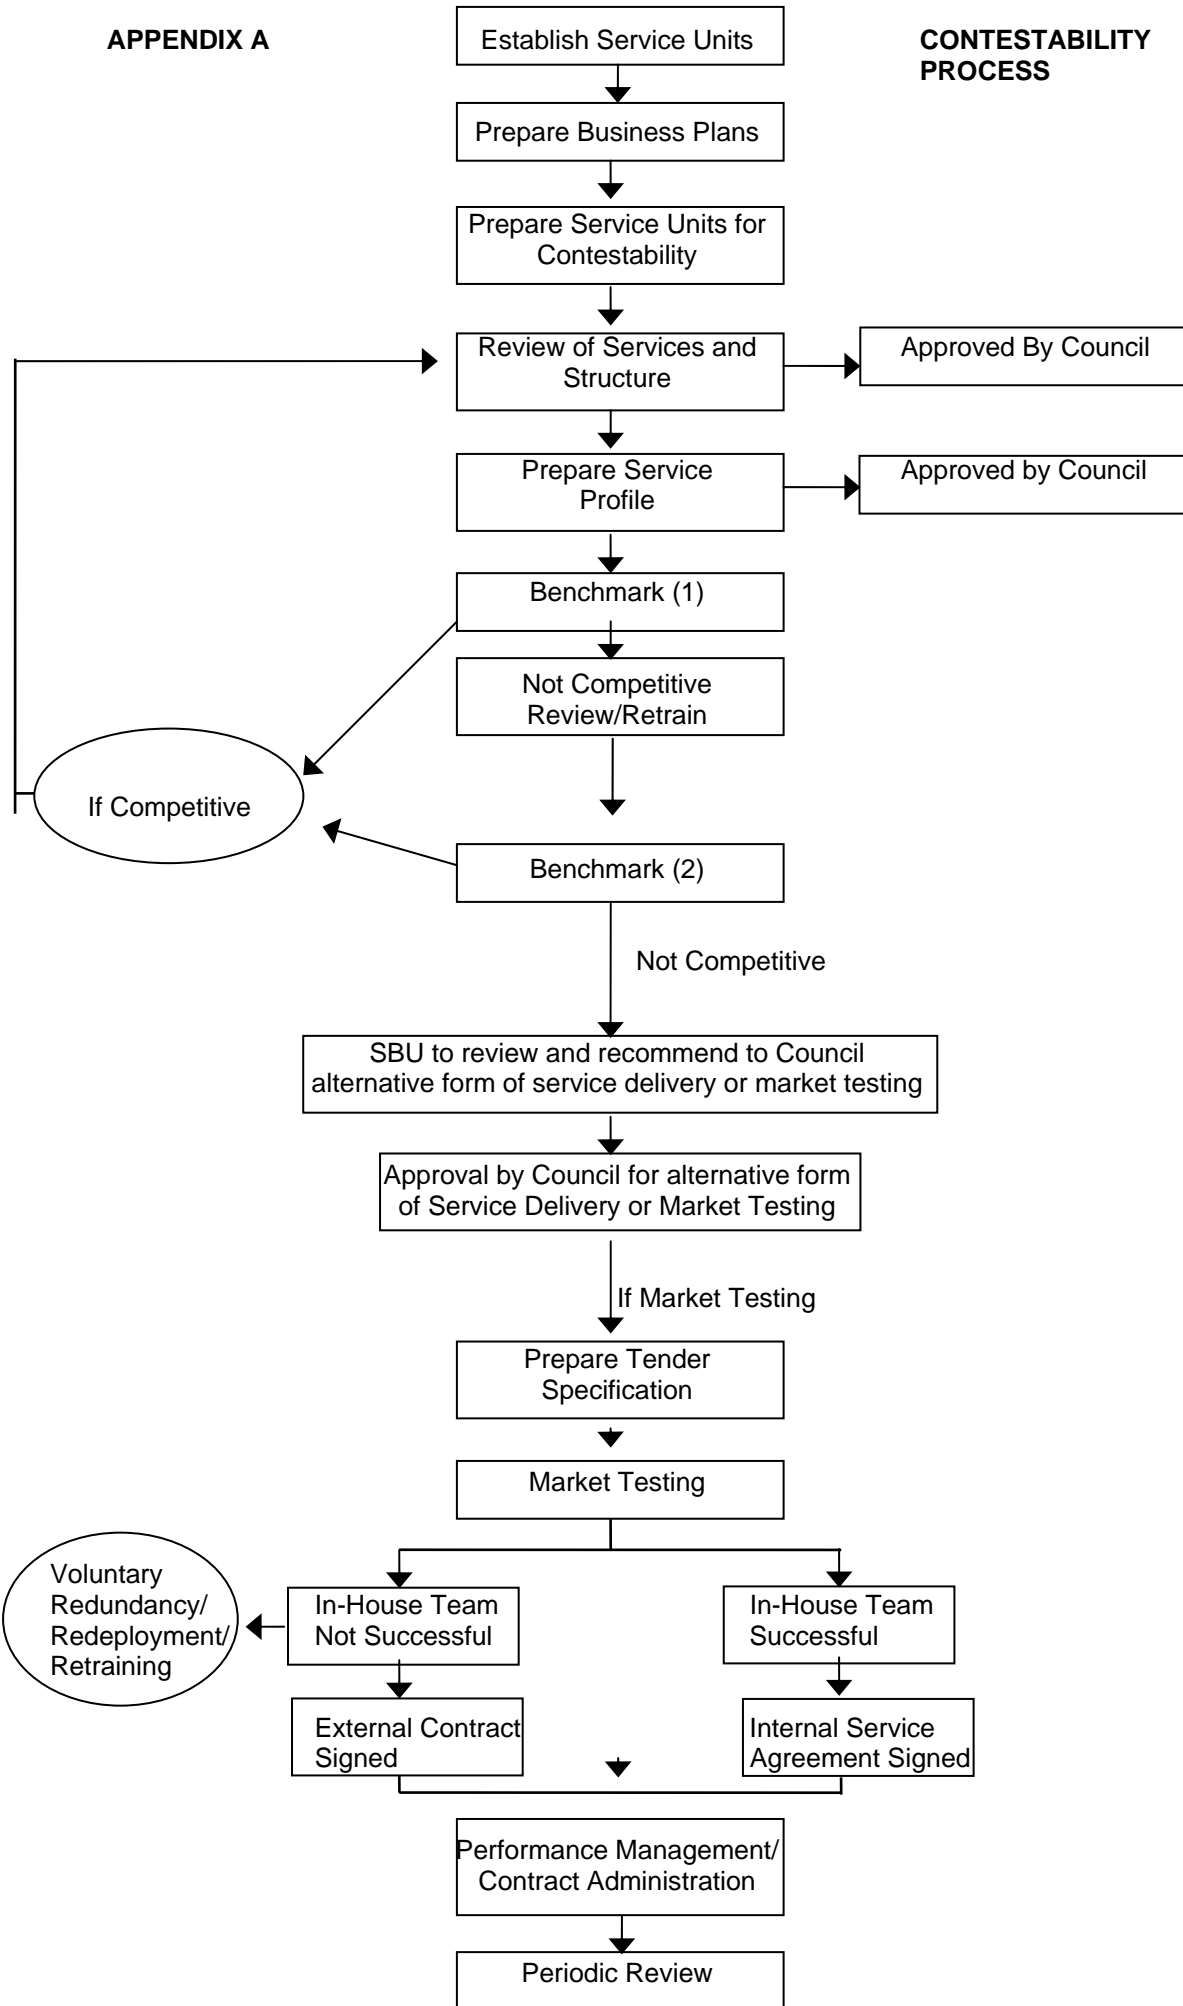 APPENDIX A
Establish Service Units
CONTESTABILITY
PROCESS
Prepare Business Plans
Prepare Service Units for
Contestability
Review of Services and
Structure
Approved By Council
Prepare Service
Profile
Approved by Council
Benchmark (1)
Not Competitive
Review/Retrain
If Competitive
Benchmark (2)
Not Competitive
SBU to review and recommend to Council
alternative form of service delivery or market testing
Approval by Council for alternative form
of Service Delivery or Market Testing
If Market Testing
Prepare Tender
Specification
Market Testing
Voluntary
Redundancy/
Redeployment/
Retraining
In-House Team
Not Successful
In-House Team
Successful
External Contract
Signed
Internal Service
Agreement Signed
Performance Management/
Contract Administration
Periodic Review